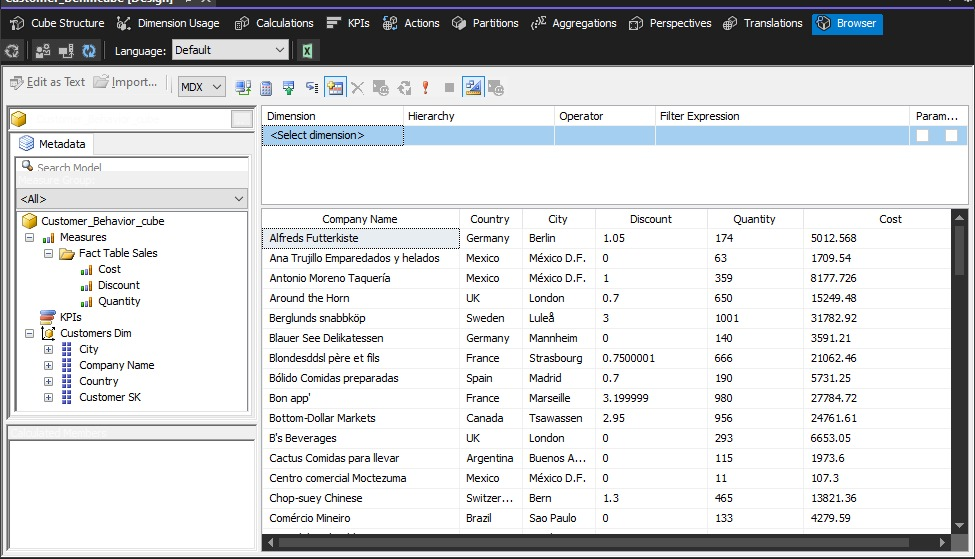 Customer_Behm.cube [Design]
Cube Structure Dimension Usage Calculations KPIs Actions Partitions Aggregations Perspectives Translations Browser
Language: Default
Edit as Text Import... MDX
Metadata
Search Model
Measure Group:
<All>
Customer_Behavior_cube
Measures
Fact Table Sales
Cost
Discount
Quantity
KPIs
Customers Dim
City
Company Name
Country
Customer SK
Calculated Members
Dimension Hierarchy Operator Filter Expression Param...
<Select dimension>
Company Name Country City Discount Quantity Cost
Alfreds Futterkiste Germany Berlin 1.05 174 5012.568
Ana Trujillo Emparedados y helados Mexico México D.F. 0 63 1709.54
Antonio Moreno Taquería Mexico México D.F. 1 359 8177.726
Around the Horn UK London 0.7 650 15249.48
Berglunds snabbköp Sweden Luleå 3 1001 31782.92
Blauer See Delikatessen Germany Mannheim 0 140 3591.21
Blondesddsl père et fils France Strasbourg 0.7500001 666 21062.46
Bólido Comidas preparadas Spain Madrid 0.7 190 5731.25
Bon app' France Marseille 3.199999 980 27784.72
Bottom-Dollar Markets Canada Tsawassen 2.95 956 24761.61
B's Beverages UK London 0 293 6653.05
Cactus Comidas para llevar Argentina Buenos A... 0 115 1973.6
Centro comercial Moctezuma Mexico México D.F. 0 11 107.3
Chop-suey Chinese Switzer... Bern 1.3 465 13821.36
Comércio Mineiro Brazil Sao Paulo 0 133 4279.59